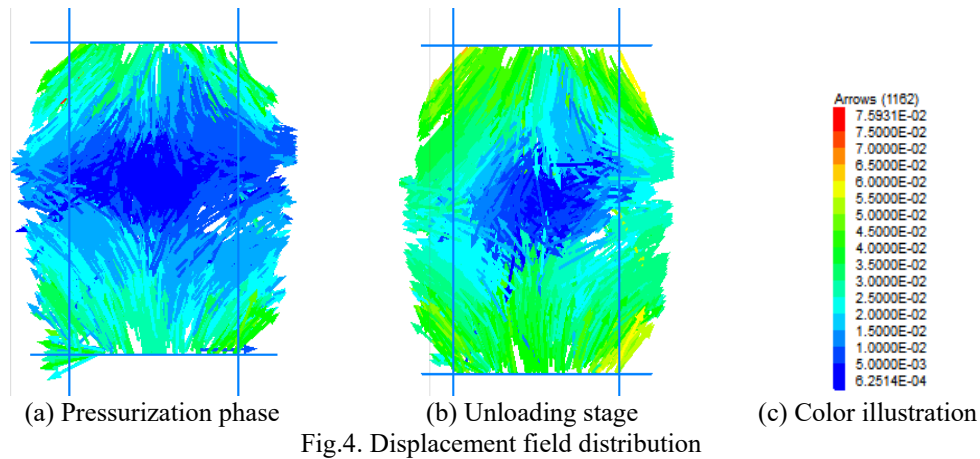 Arrows (1162)
7.5931E-02
7.5000E-02
7.0000E-02
6.5000E-02
6.0000E-02
5.5000E-02
5.0000E-02
4.5000E-02
4.0000E-02
3.5000E-02
3.0000E-02
2.5000E-02
2.0000E-02
1.5000E-02
1.0000E-02
5.0000E-03
6.2514E-04
(a) Pressurization phase
(b) Unloading stage
(c) Color illustration
Fig.4. Displacement field distribution